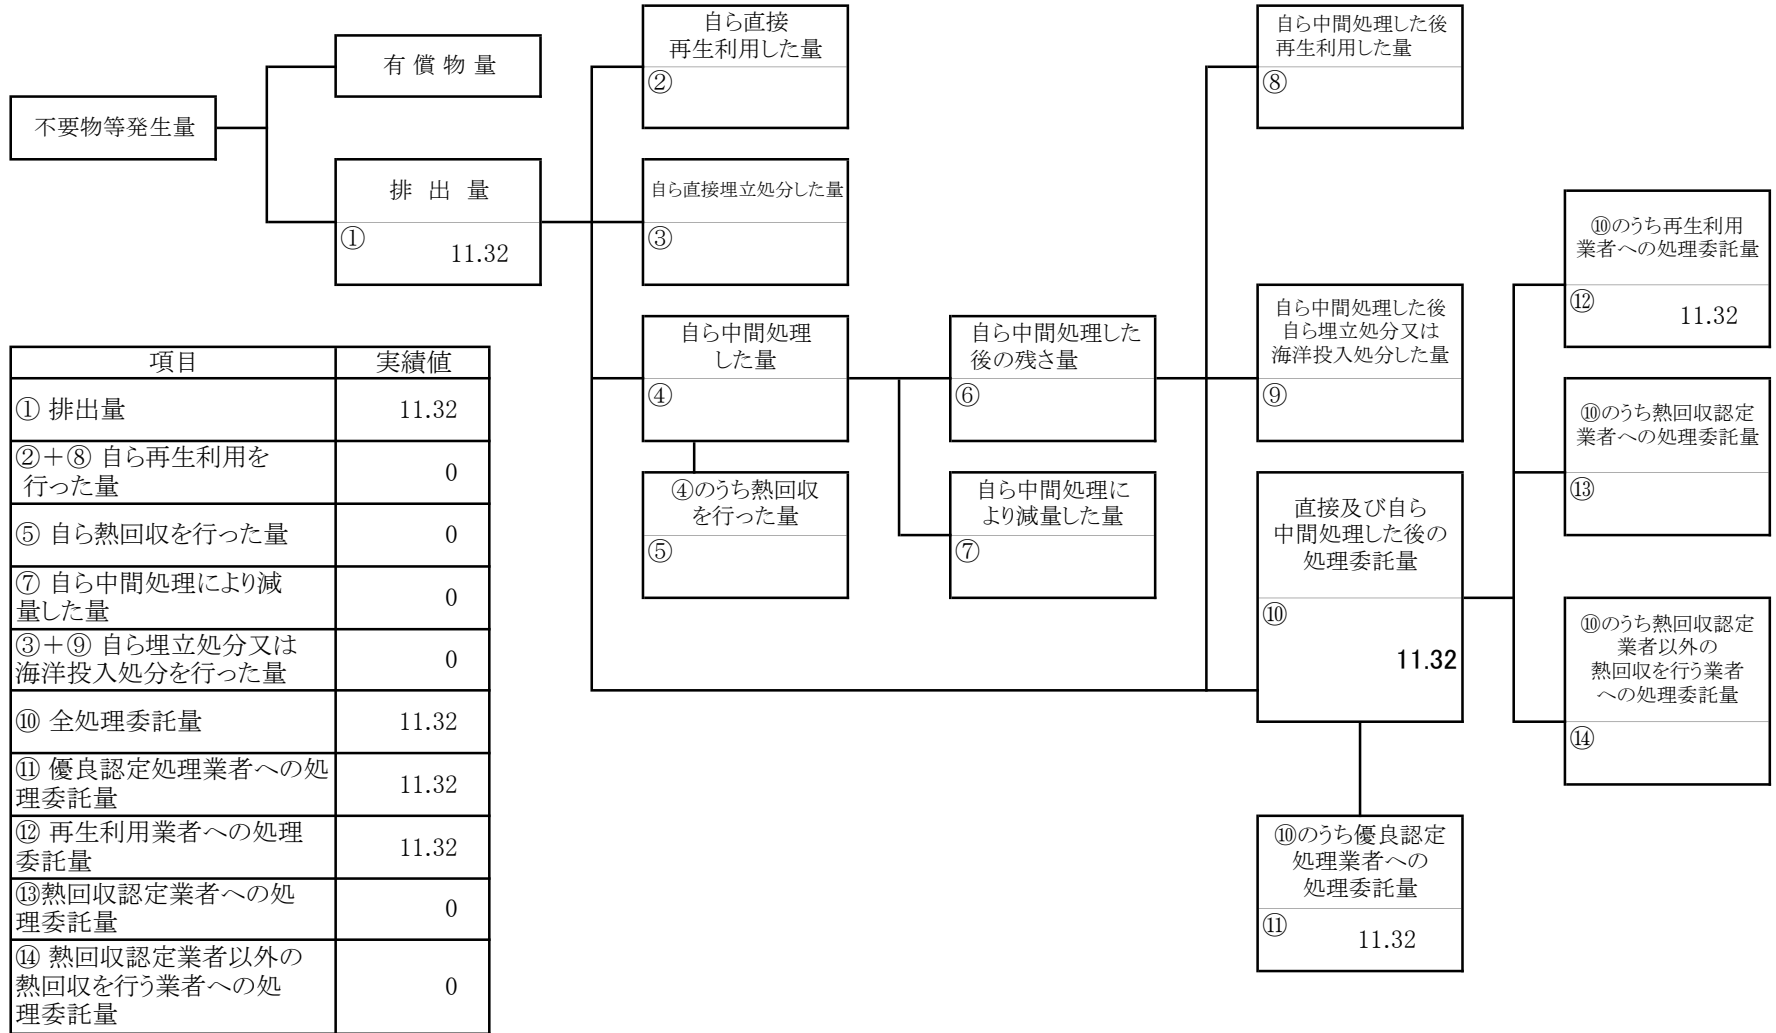 不要物等発生量
有 償 物 量
排 出 量
①
11.32
自ら直接
再生利用した量
②
自ら直接埋立処分した量
③
自ら中間処理
した量
④
④のうち熱回収
を行った量
⑤
自ら中間処理した
後の残さ量
⑥
自ら中間処理に
より減量した量
⑦
自ら中間処理した後
再生利用した量
⑧
自ら中間処理した後
自ら埋立処分又は
海洋投入処分した量
⑨
直接及び自ら
中間処理した後の
処理委託量
⑩
11.32
⑩のうち優良認定
処理業者への
処理委託量
⑪
11.32
⑩のうち再生利用
業者への処理委託量
⑫
11.32
⑩のうち熱回収認定
業者への処理委託量
⑬
⑩のうち熱回収認定
業者以外の
熱回収を行う業者
への処理委託量
⑭
項目 実績値
① 排出量 11.32
②＋⑧ 自ら再生利用を
行った量 0
⑤ 自ら熱回収を行った量 0
⑦ 自ら中間処理により減
量した量 0
③＋⑨ 自ら埋立処分又は
海洋投入処分を行った量 0
⑩ 全処理委託量 11.32
⑪ 優良認定処理業者への処
理委託量 11.32
⑫ 再生利用業者への処理
委託量 11.32
⑬熱回収認定業者への処
理委託量 0
⑭ 熱回収認定業者以外の
熱回収を行う業者への処
理委託量 0